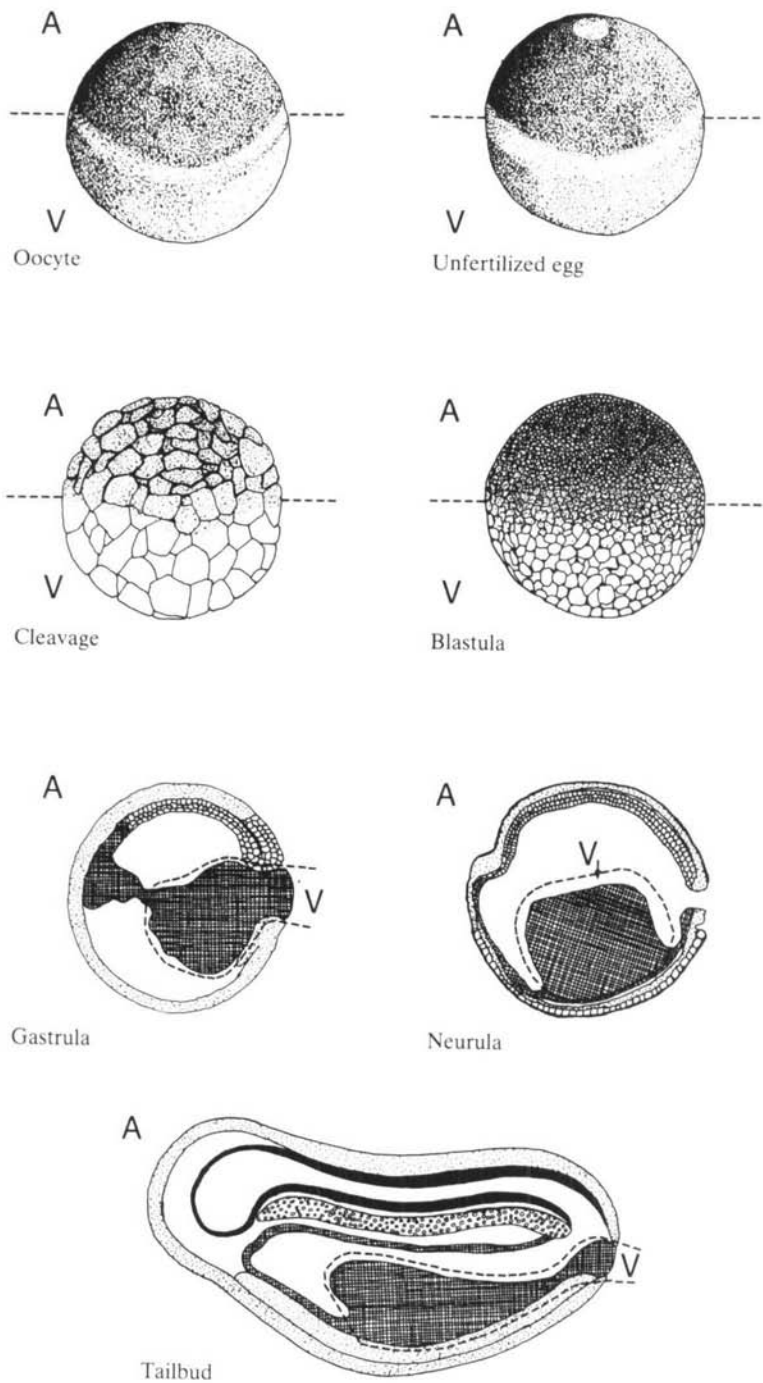 A
A
V
V
Oocyte
Unfertilized egg
A
A
V
V
Cleavage
Blastula
A
A
V
V
Gastrula
Neurula
A
V
Tailbud